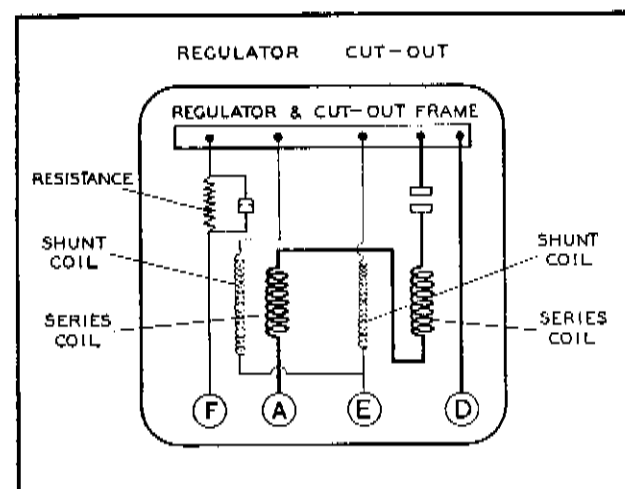 REGULATOR CUT-OUT
REGULATOR & CUT-OUT FRAME
RESISTANCE
SHUNT
COIL
SERIES
COIL
SHUNT
COIL
SERIES
COIL
F A E D